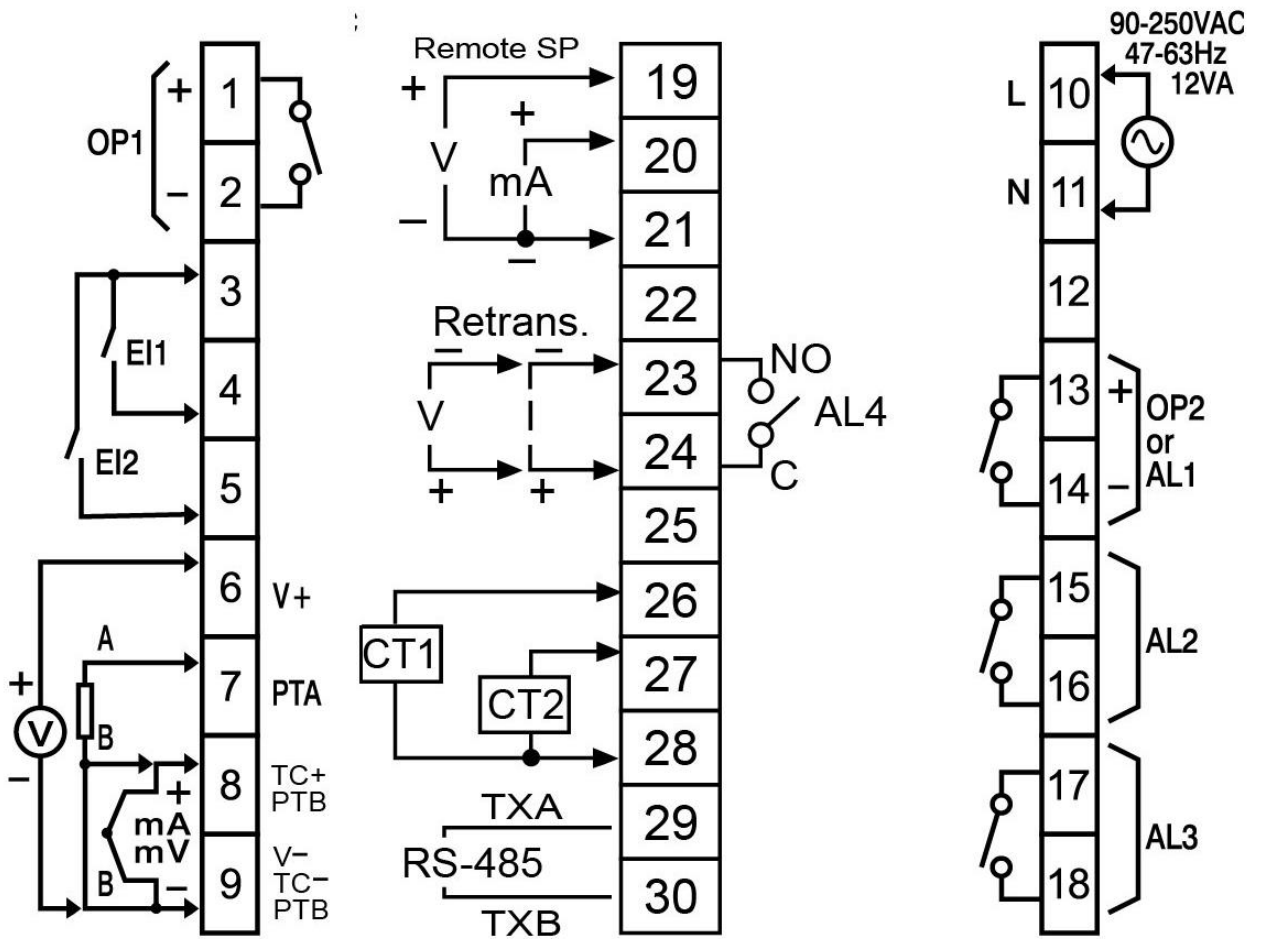 OP1
+
−
1
2
3
EI1
4
EI2
5
6
V+
A
7
PTA
+
V
−
B
8
TC+
PTB
+
mA
mV
B
−
9
V−
TC−
PTB
Remote SP
+
V
−
+
mA
−
19
20
21
22
Retrans.
−
−
V
I
+
+
23
24
NO
AL4
C
25
26
CT1
27
CT2
28
TXA
29
RS-485
30
TXB
90-250VAC
47-63Hz
12VA
L
10
N
11
12
13
+
OP2
or
AL1
14
−
15
AL2
16
17
AL3
18